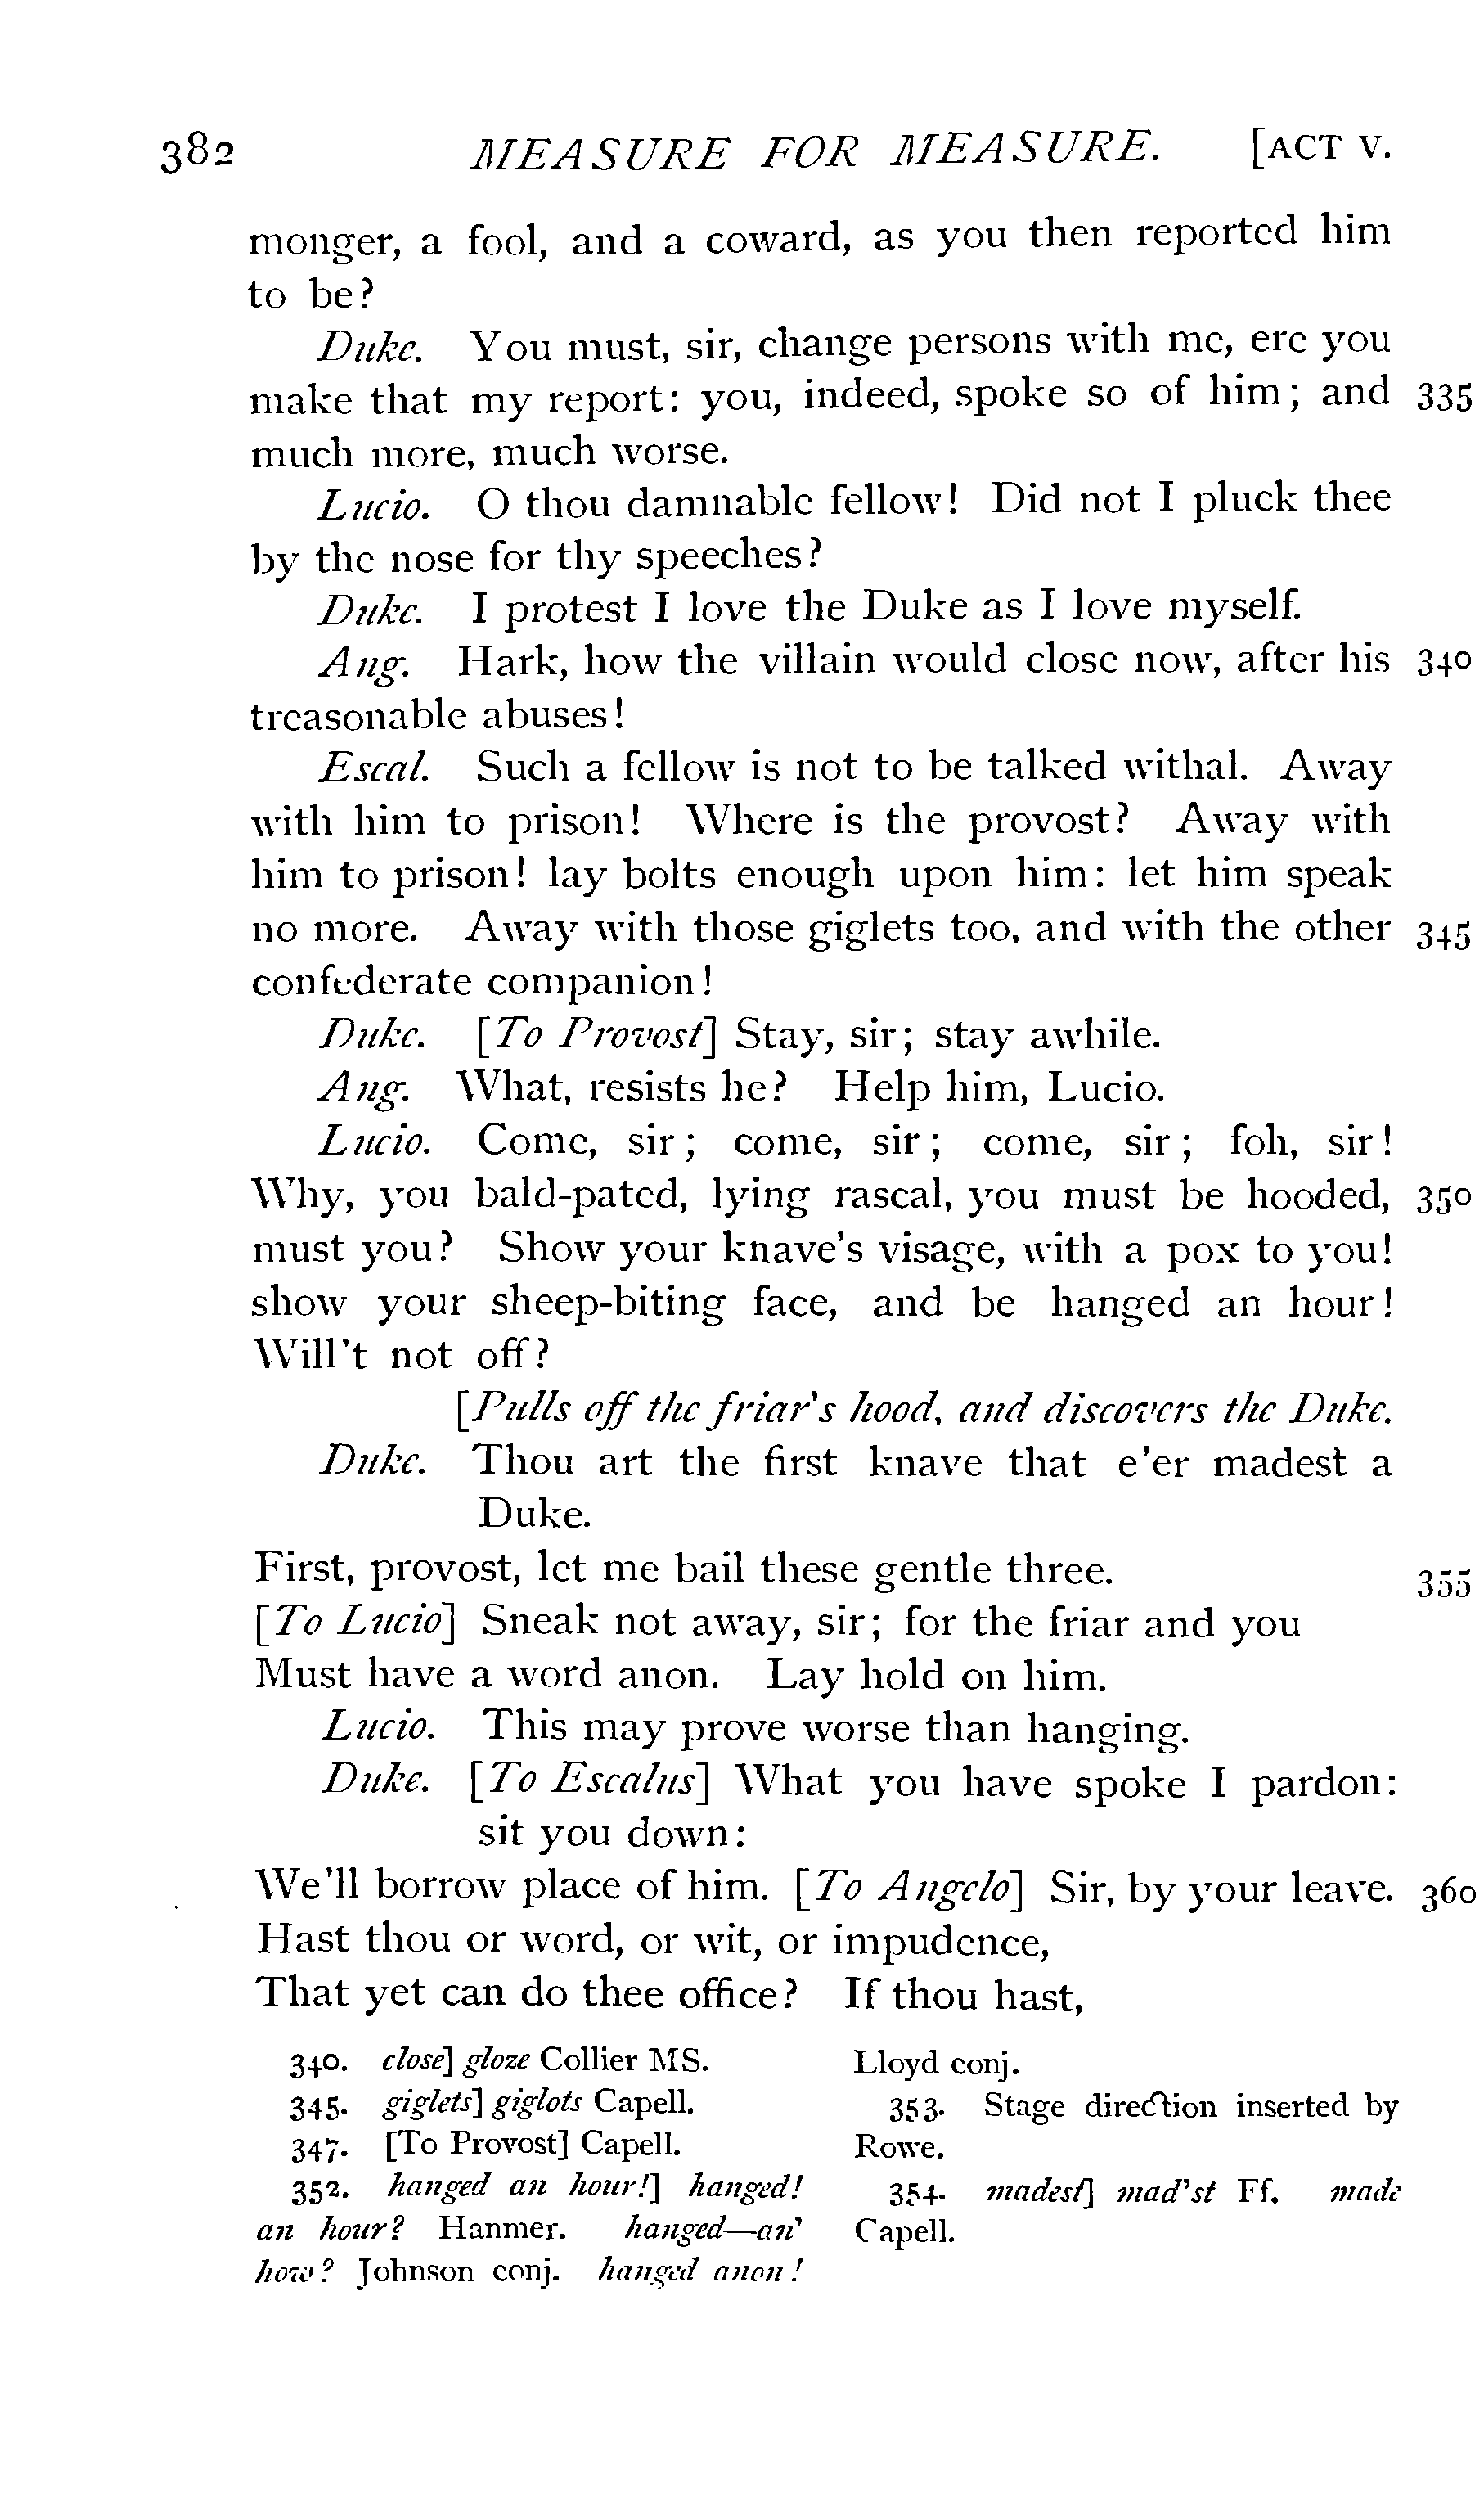 382 MEASURE FOR MEASURE. [ACT V.
monger, a fool, and a coward, as you then reported him
to be?
Duke. You must, sir, change persons with me, ere you
make that my report: you, indeed, spoke so of him; and 335
much more, much worse.
Lucio. O thou damnable fellow! Did not I pluck thee
by the nose for thy speeches?
Duke. I protest I love the Duke as I love myself.
Ang. Hark, how the villain would close now, after his 340
treasonable abuses!
Escal. Such a fellow is not to be talked withal. Away
with him to prison! Where is the provost? Away with
him to prison! lay bolts enough upon him: let him speak
no more. Away with those giglets too, and with the other 345
confederate companion!
Duke. [To Provost] Stay, sir; stay awhile.
Ang. What, resists he? Help him, Lucio.
Lucio. Come, sir; come, sir; come, sir; foh, sir!
Why, you bald-pated, lying rascal, you must be hooded, 350
must you? Show your knave's visage, with a pox to you!
show your sheep-biting face, and be hanged an hour!
Will't not off?
[Pulls off the friar's hood, and discovers the Duke.
Duke. Thou art the first knave that e'er madest a
Duke.
First, provost, let me bail these gentle three. 355
[To Lucio] Sneak not away, sir; for the friar and you
Must have a word anon. Lay hold on him.
Lucio. This may prove worse than hanging.
Duke. [To Escalus] What you have spoke I pardon:
sit you down:
We'll borrow place of him. [To Angelo] Sir, by your leave. 360
Hast thou or word, or wit, or impudence,
That yet can do thee office? If thou hast,
340. close] gloze Collier MS.
345. giglets] giglots Capell.
347. [To Provost] Capell.
352. hanged an hour!] hanged!
an hour? Hanmer. hanged—an'
how? Johnson conj. hanged anon!
Lloyd conj.
353. Stage direction inserted by
Rowe.
354. madest] mad'st Ff. made
Capell.